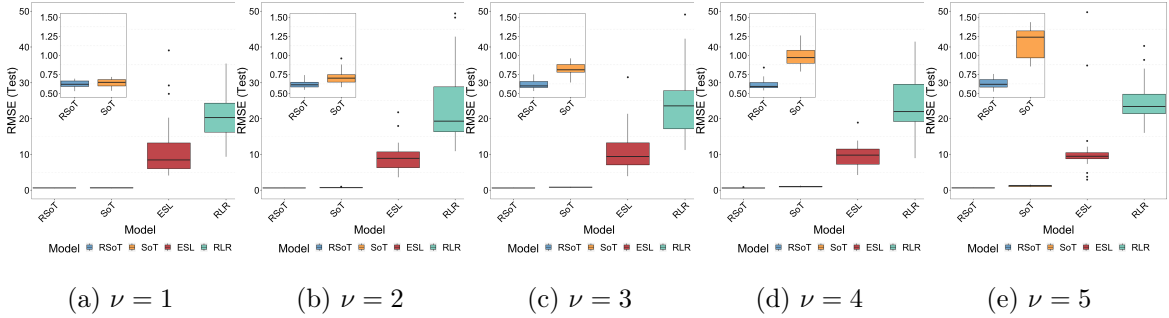 50
40
30
20
10
0
RMSE (Test)
1.50
1.25
1.00
0.75
0.50
RSoT
SoT
RSoT
SoT
ESL
RLR
Model
Model RSoT SoT ESL RLR
(a) ν = 1
50
40
30
20
10
0
RMSE (Test)
1.50
1.25
1.00
0.75
0.50
RSoT
SoT
RSoT
SoT
ESL
RLR
Model
Model RSoT SoT ESL RLR
(b) ν = 2
50
40
30
20
10
0
RMSE (Test)
1.50
1.25
1.00
0.75
0.50
RSoT
SoT
RSoT
SoT
ESL
RLR
Model
Model RSoT SoT ESL RLR
(c) ν = 3
50
40
30
20
10
0
RMSE (Test)
1.50
1.25
1.00
0.75
0.50
RSoT
SoT
RSoT
SoT
ESL
RLR
Model
Model RSoT SoT ESL RLR
(d) ν = 4
50
40
30
20
10
0
RMSE (Test)
1.50
1.25
1.00
0.75
0.50
RSoT
SoT
RSoT
SoT
ESL
RLR
Model
Model RSoT SoT ESL RLR
(e) ν = 5